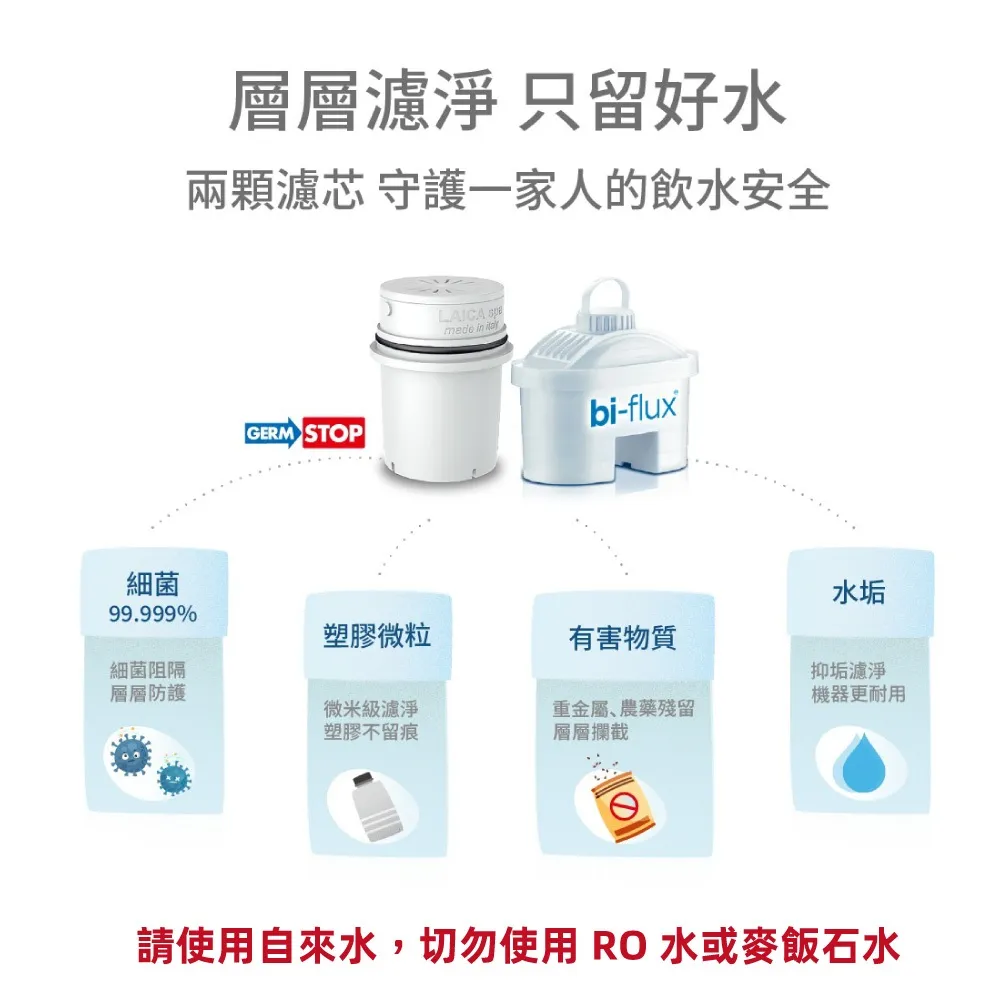 層層濾淨 只留好水
兩顆濾芯 守護一家人的飲水安全
LAICA spe
made in italy
bi-flux™
GERM STOP
細菌
99.999%
細菌阻隔
層層防護
塑膠微粒
微米級濾淨
塑膠不留痕
有害物質
重金屬、農藥殘留
層層攔截
水垢
抑垢濾淨
機器更耐用
請使用自來水，切勿使用 RO 水或麥飯石水